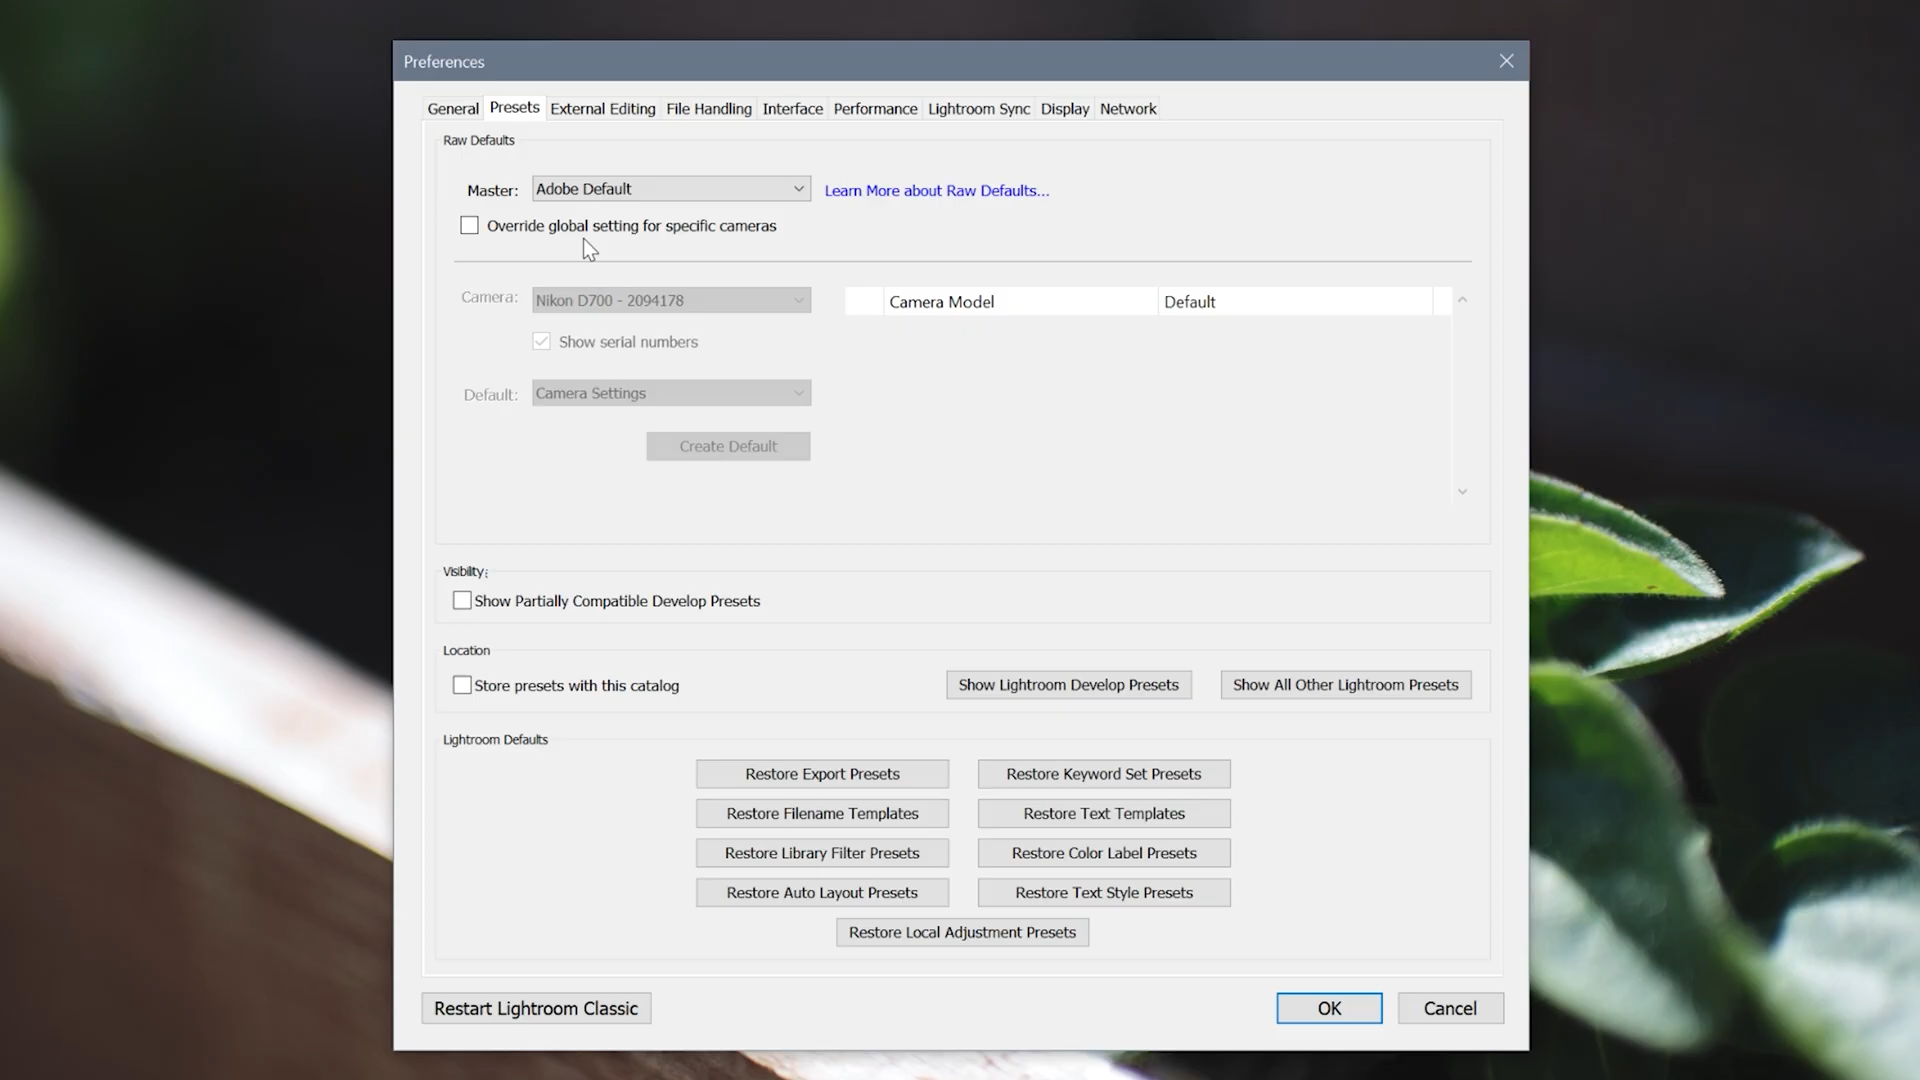 Preferences
General Presets External Editing File Handling Interface Performance Lightroom Sync Display Network
Raw Defaults
Master: Adobe Default Learn More about Raw Defaults...
Override global setting for specific cameras
Camera: Nikon D700 - 2094178 Camera Model Default
Show serial numbers
Default: Camera Settings
Create Default
Visibility:
Show Partially Compatible Develop Presets
Location
Store presets with this catalog Show Lightroom Develop Presets Show All Other Lightroom Presets
Lightroom Defaults
Restore Export Presets Restore Keyword Set Presets
Restore Filename Templates Restore Text Templates
Restore Library Filter Presets Restore Color Label Presets
Restore Auto Layout Presets Restore Text Style Presets
Restore Local Adjustment Presets
Restart Lightroom Classic OK Cancel